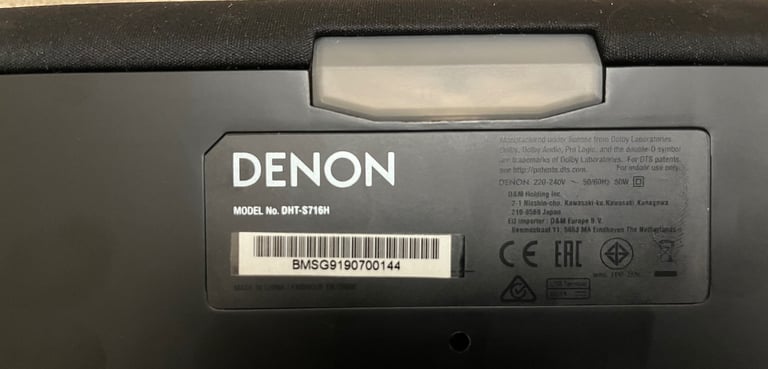 DENON
MODEL No. DHT-S716H
BMSG9190700144
MADE IN CHINA /
Manufactured under license from Dolby Laboratories.
Dolby, Dolby Audio, Pro Logic, and the double-D symbol
are trademarks of Dolby Laboratories. For DTS patents,
see http://patents.dts.com. For indoor use only.
DENON 220-240V ~ 50/60Hz 50W
D&M Holding Inc.
2-1 Nisshin-cho, Kawasaki-ku, Kawasaki, Kanagawa
210-8569 Japan
EU importer : D&M Europe B.V.
11, 5653 MA Eindhoven The Netherlands
CE EAC